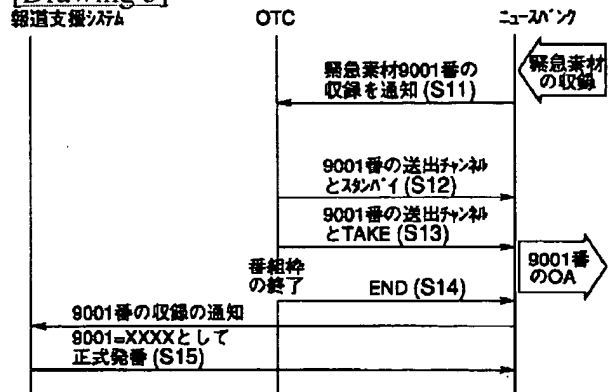 [Drawing 3]
報道支援システム OTC ニュースバンク
緊急素材
の収録
緊急素材9001番の
収録を通知 (S11)
9001番の送出チャンネル
とスタンバイ (S12)
9001番の送出チャンネル
とTAKE (S13)
9001番
のOA
番組枠
の終了
END (S14)
9001番の収録の通知
9001=XXXXとして
正式発番 (S15)